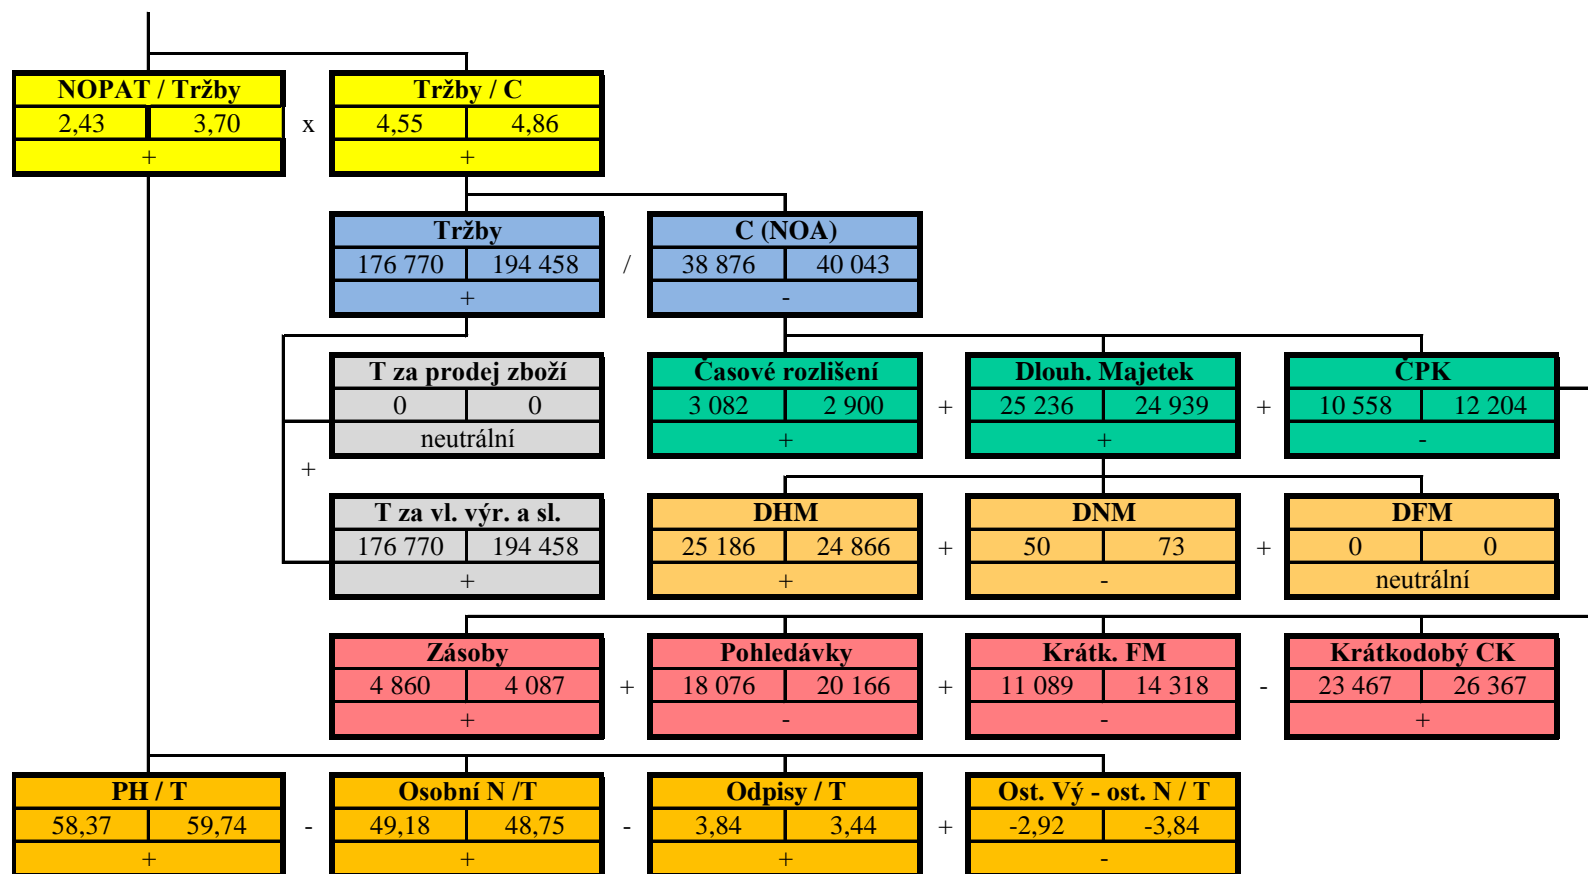 NOPAT / Tržby Tržby / C
2,43 3,70 x 4,55 4,86
+ +
Tržby C (NOA)
176 770 194 458 / 38 876 40 043
+ -
T za prodej zboží Časové rozlišení Dlouh. Majetek ČPK
0 0 3 082 2 900 + 25 236 24 939 + 10 558 12 204
neutrální + + -
+
T za vl. výr. a sl. DHM DNM DFM
176 770 194 458 25 186 24 866 + 50 73 + 0 0
+ + - neutrální
Zásoby Pohledávky Krátk. FM Krátkodobý CK
4 860 4 087 + 18 076 20 166 + 11 089 14 318 - 23 467 26 367
+ - - +
PH / T Osobní N /T Odpisy / T Ost. Vý - ost. N / T
58,37 59,74 - 49,18 48,75 - 3,84 3,44 + -2,92 -3,84
+ + + -